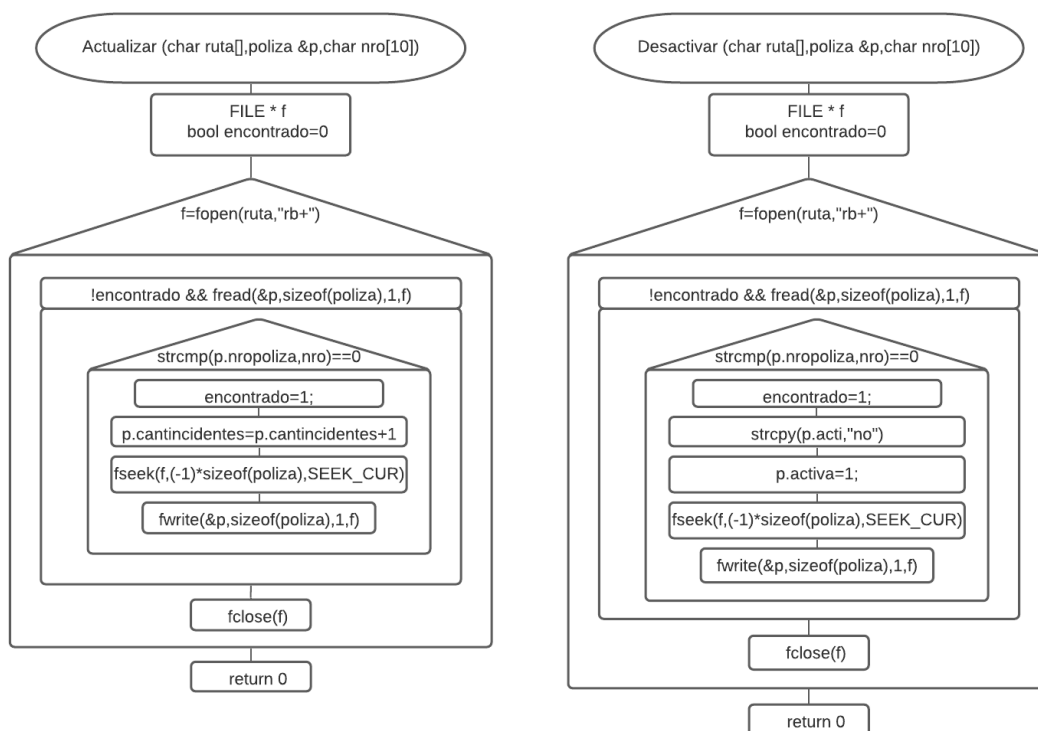 Actualizar (char ruta[],poliza &p,char nro[10])
FILE * f
bool encontrado=0
f=fopen(ruta,"rb+")
!encontrado && fread(&p,sizeof(poliza),1,f)
strcmp(p.nropoliza,nro)==0
encontrado=1;
p.cantincidentes=p.cantincidentes+1
fseek(f,(-1)*sizeof(poliza),SEEK_CUR)
fwrite(&p,sizeof(poliza),1,f)
fclose(f)
return 0
Desactivar (char ruta[],poliza &p,char nro[10])
FILE * f
bool encontrado=0
f=fopen(ruta,"rb+")
!encontrado && fread(&p,sizeof(poliza),1,f)
strcmp(p.nropoliza,nro)==0
encontrado=1;
strcpy(p.acti,"no")
p.activa=1;
fseek(f,(-1)*sizeof(poliza),SEEK_CUR)
fwrite(&p,sizeof(poliza),1,f)
fclose(f)
return 0